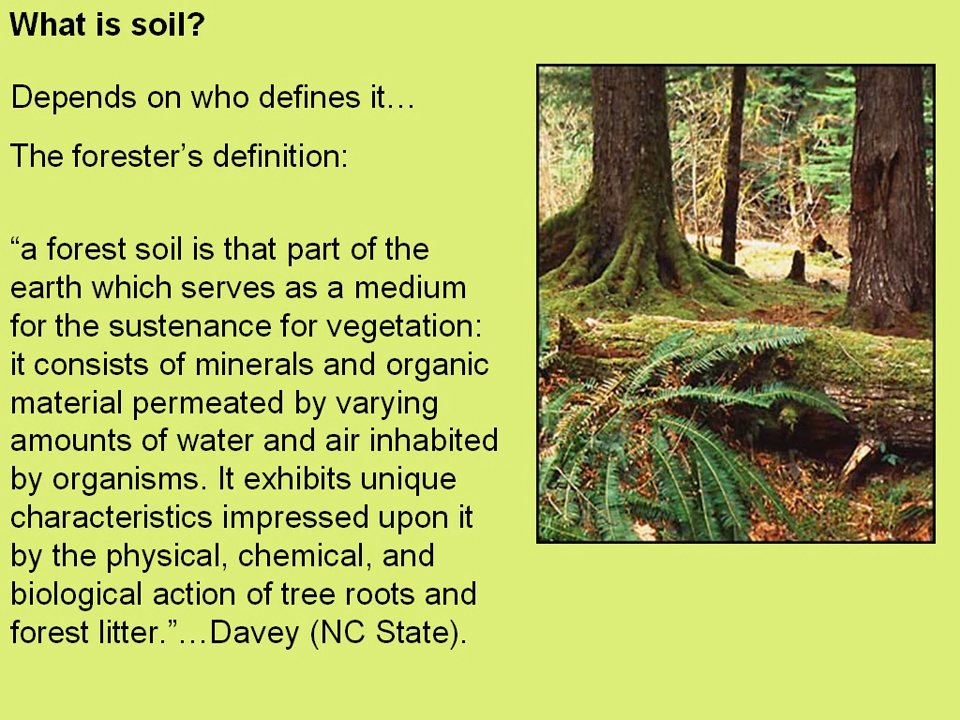 What is soil?
Depends on who defines it…
The forester’s definition:
“a forest soil is that part of the
earth which serves as a medium
for the sustenance for vegetation:
it consists of minerals and organic
material permeated by varying
amounts of water and air inhabited
by organisms. It exhibits unique
characteristics impressed upon it
by the physical, chemical, and
biological action of tree roots and
forest litter.”…Davey (NC State).